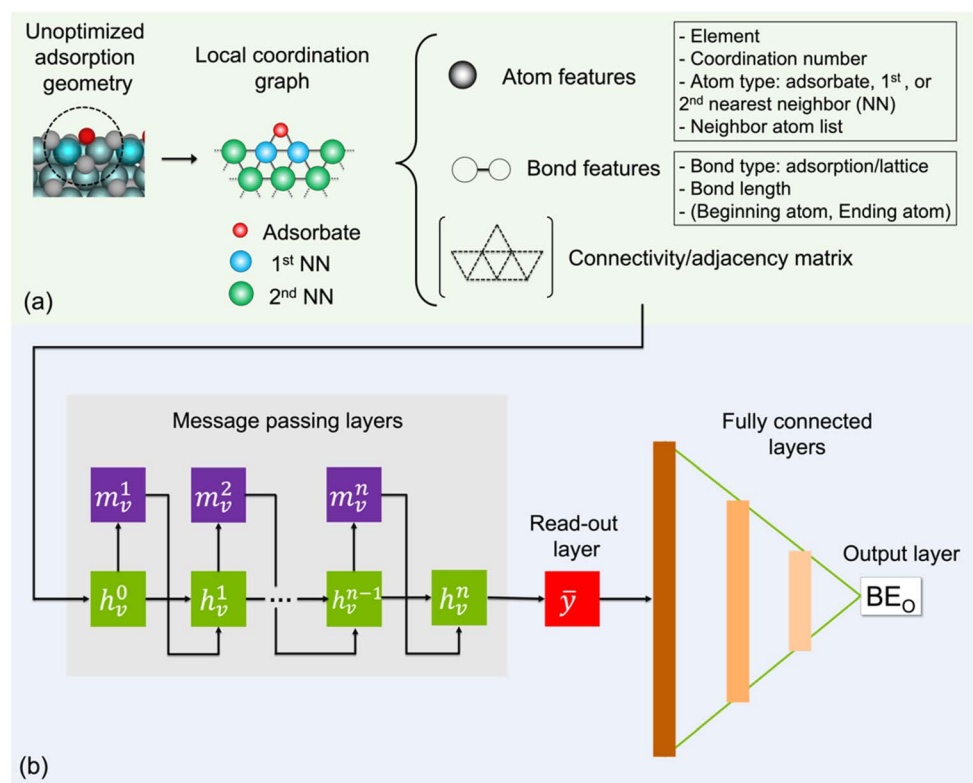 Unoptimized
adsorption
geometry
Local coordination
graph
Adsorbate
1st NN
2nd NN
Atom features
- Element
- Coordination number
- Atom type: adsorbate, 1st, or
2nd nearest neighbor (NN)
- Neighbor atom list
Bond features
- Bond type: adsorption/lattice
- Bond length
- (Beginning atom, Ending atom)
Connectivity/adjacency matrix
(a)
Message passing layers
m_v^1
m_v^2
m_v^n
h_v^0
h_v^1
...
h_v^{n-1}
h_v^n
Read-out
layer
ȳ
Fully connected
layers
Output layer
BE_O
(b)